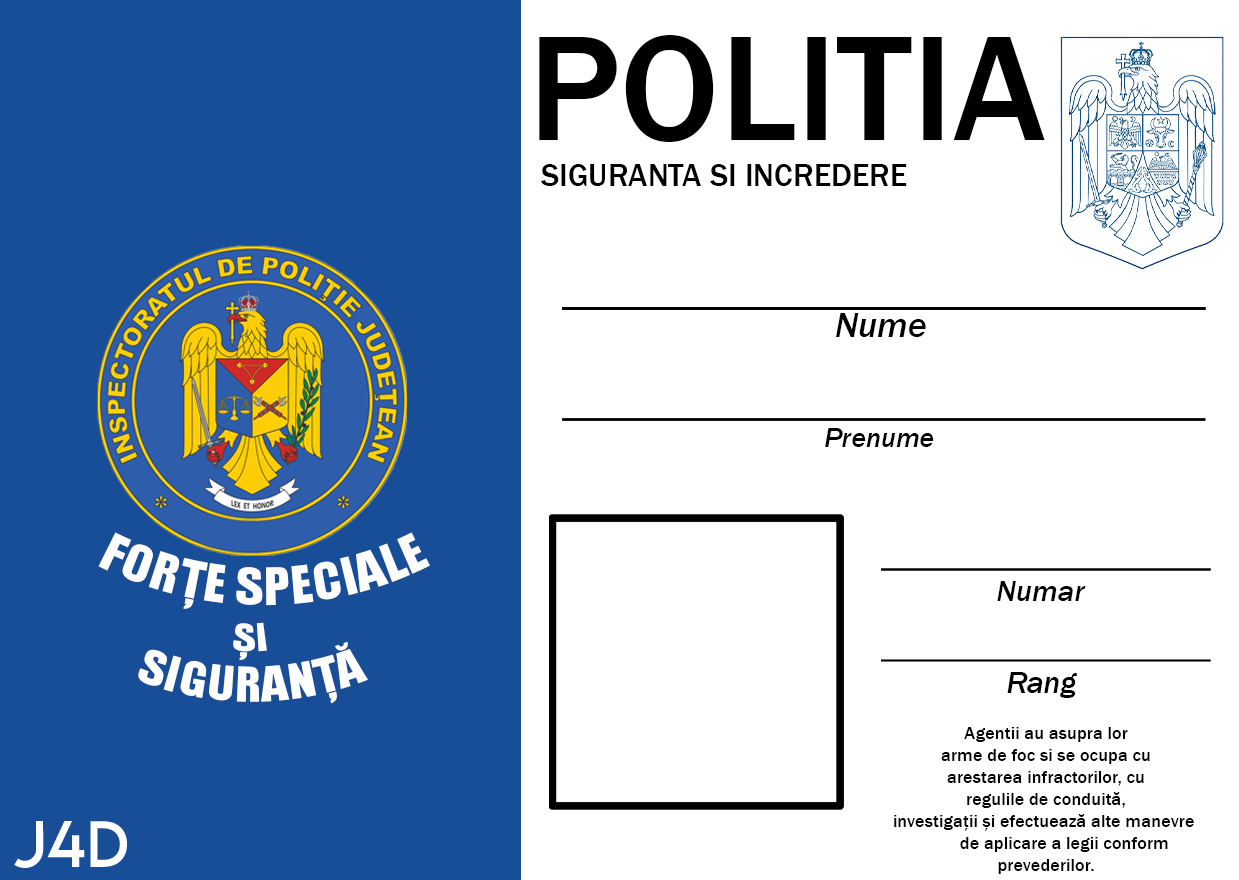 INSPECTORATUL DE POLIȚIE JUDEȚEAN
LEX ET HONOR
FORȚE SPECIALE
ȘI
SIGURANȚĂ
J4D
POLITIA
SIGURANTA SI INCREDERE
Nume
Prenume
Numar
Rang
Agentii au asupra lor
arme de foc si se ocupa cu
arestarea infractorilor, cu
regulile de conduită,
investigații și efectuează alte manevre
de aplicare a legii conform
prevederilor.